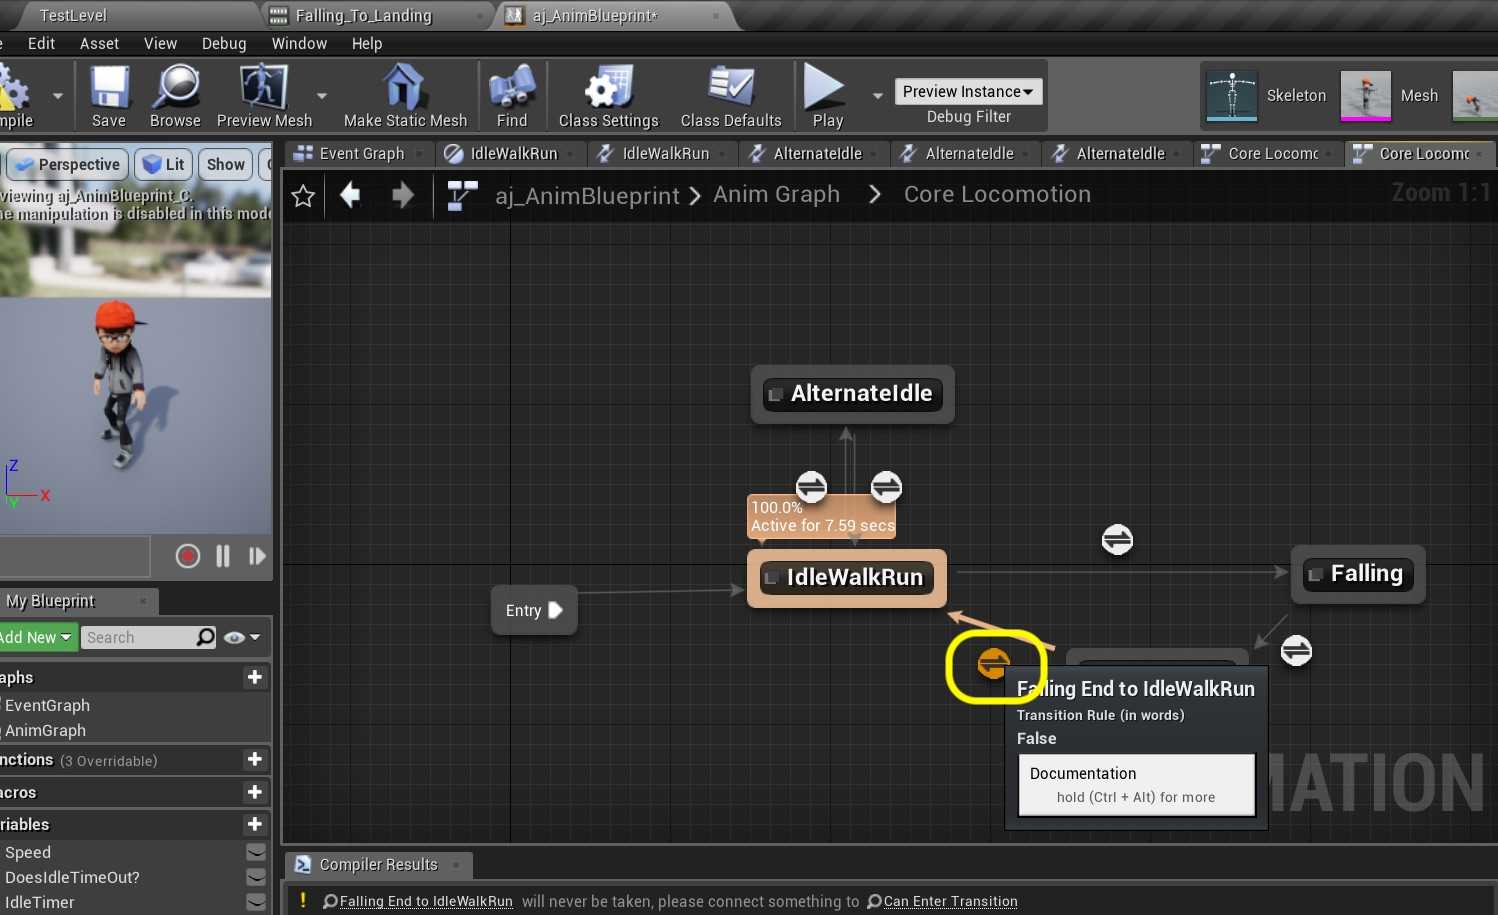 TestLevel
Falling_To_Landing
aj_AnimBlueprint*
Edit Asset View Debug Window Help
Save
Browse
Preview Mesh
Make Static Mesh
Find
Class Settings
Class Defaults
Play
Preview Instance
Debug Filter
Skeleton
Mesh
Perspective
Lit
Show
Event Graph
IdleWalkRun
IdleWalkRun
AlternateIdle
AlternateIdle
AlternateIdle
Core Locomo
Core Locomo
viewing aj_AnimBlueprint_C.
ne manipulation is disabled in this mode
aj_AnimBlueprint > Anim Graph > Core Locomotion
Zoom 1:1
AlternateIdle
100.0%
Active for 7.59 secs
IdleWalkRun
Falling
Entry
Z
X
Y
Falling End to IdleWalkRun
Transition Rule (in words)
False
Documentation
hold (Ctrl + Alt) for more
MATION
My Blueprint
Add New
Search
aphs
EventGraph
AnimGraph
nctions (3 Overridable)
acros
riables
Speed
DoesIdleTimeOut?
IdleTimer
Compiler Results
Falling End to IdleWalkRun will never be taken, please connect something to Can Enter Transition